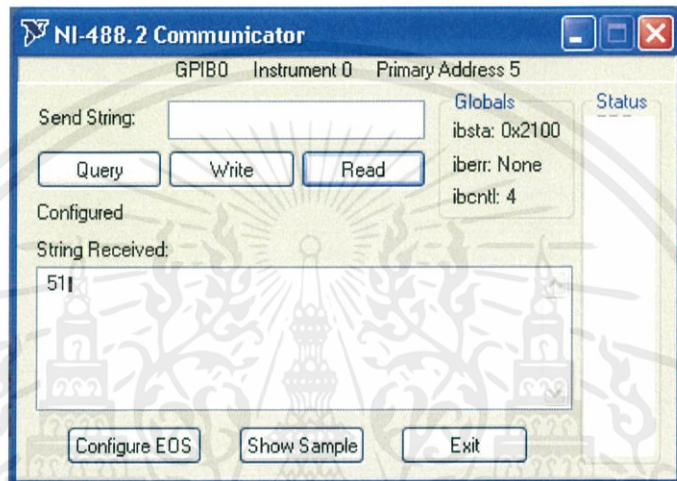 NI-488.2 Communicator
GPIB0 Instrument 0 Primary Address 5
Send String:
Globals
Status
ibsta: 0x2100
Query Write Read
iberr: None
ibcntl: 4
Configured
String Received:
51
Configure EOS Show Sample Exit